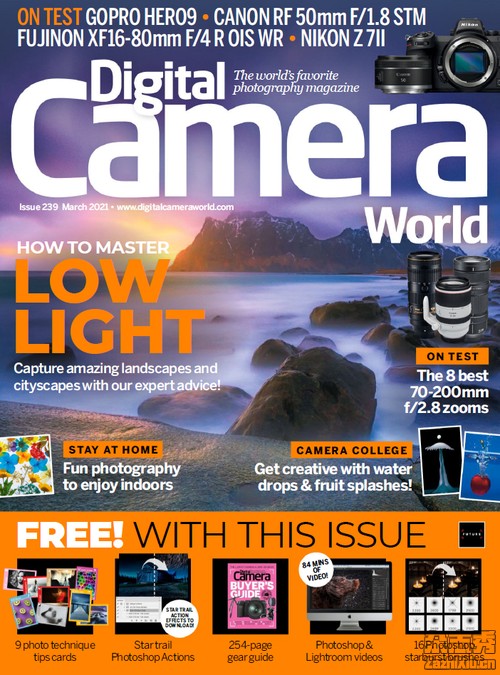 ON TEST GOPRO HERO9 • CANON RF 50mm F/1.8 STM
FUJINON XF16-80mm F/4 R OIS WR • NIKON Z 7II
Digital
The world's favorite
photography magazine
Camera
World
Issue 239 March 2021 • www.digitalcameraworld.com
HOW TO MASTER
LOW
LIGHT
Capture amazing landscapes and
cityscapes with our expert advice!
ON TEST
The 8 best
70-200mm
f/2.8 zooms
STAY AT HOME
Fun photography
to enjoy indoors
CAMERA COLLEGE
Get creative with water
drops & fruit splashes!
FREE! WITH THIS ISSUE
FUTURE
9 photo technique
tips cards
STAR TRAIL
ACTION
EFFECTS TO
DOWNLOAD!
Star trail
Photoshop Actions
Camera
BUYER'S
GUIDE
254-page
gear guide
84 MINS
OF
VIDEO!
Photoshop &
Lightroom videos
16 Photoshop
starburst brushes
杂志秀
ZaZhiXiu.cn